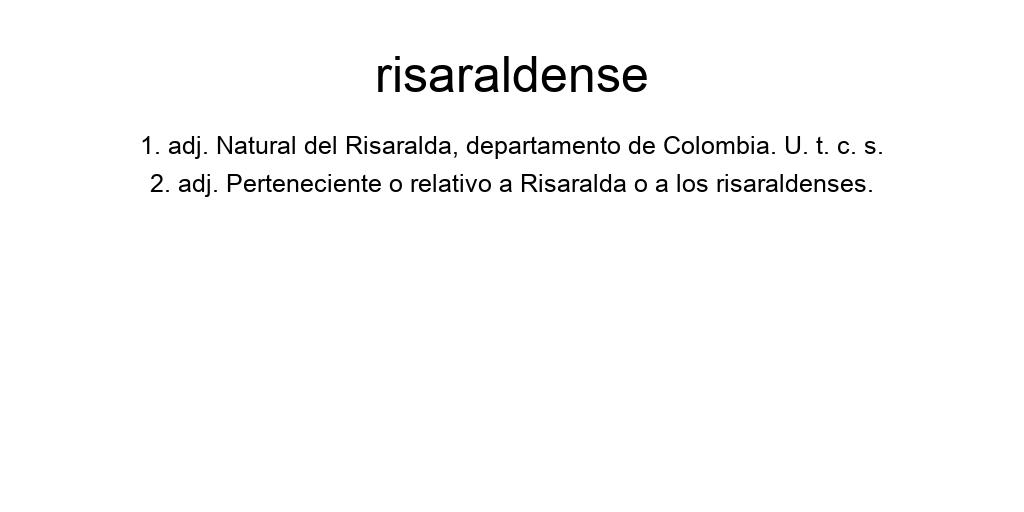 risaraldense
1. adj. Natural del Risaralda, departamento de Colombia. U. t. c. s.
2. adj. Perteneciente o relativo a Risaralda o a los risaraldenses.